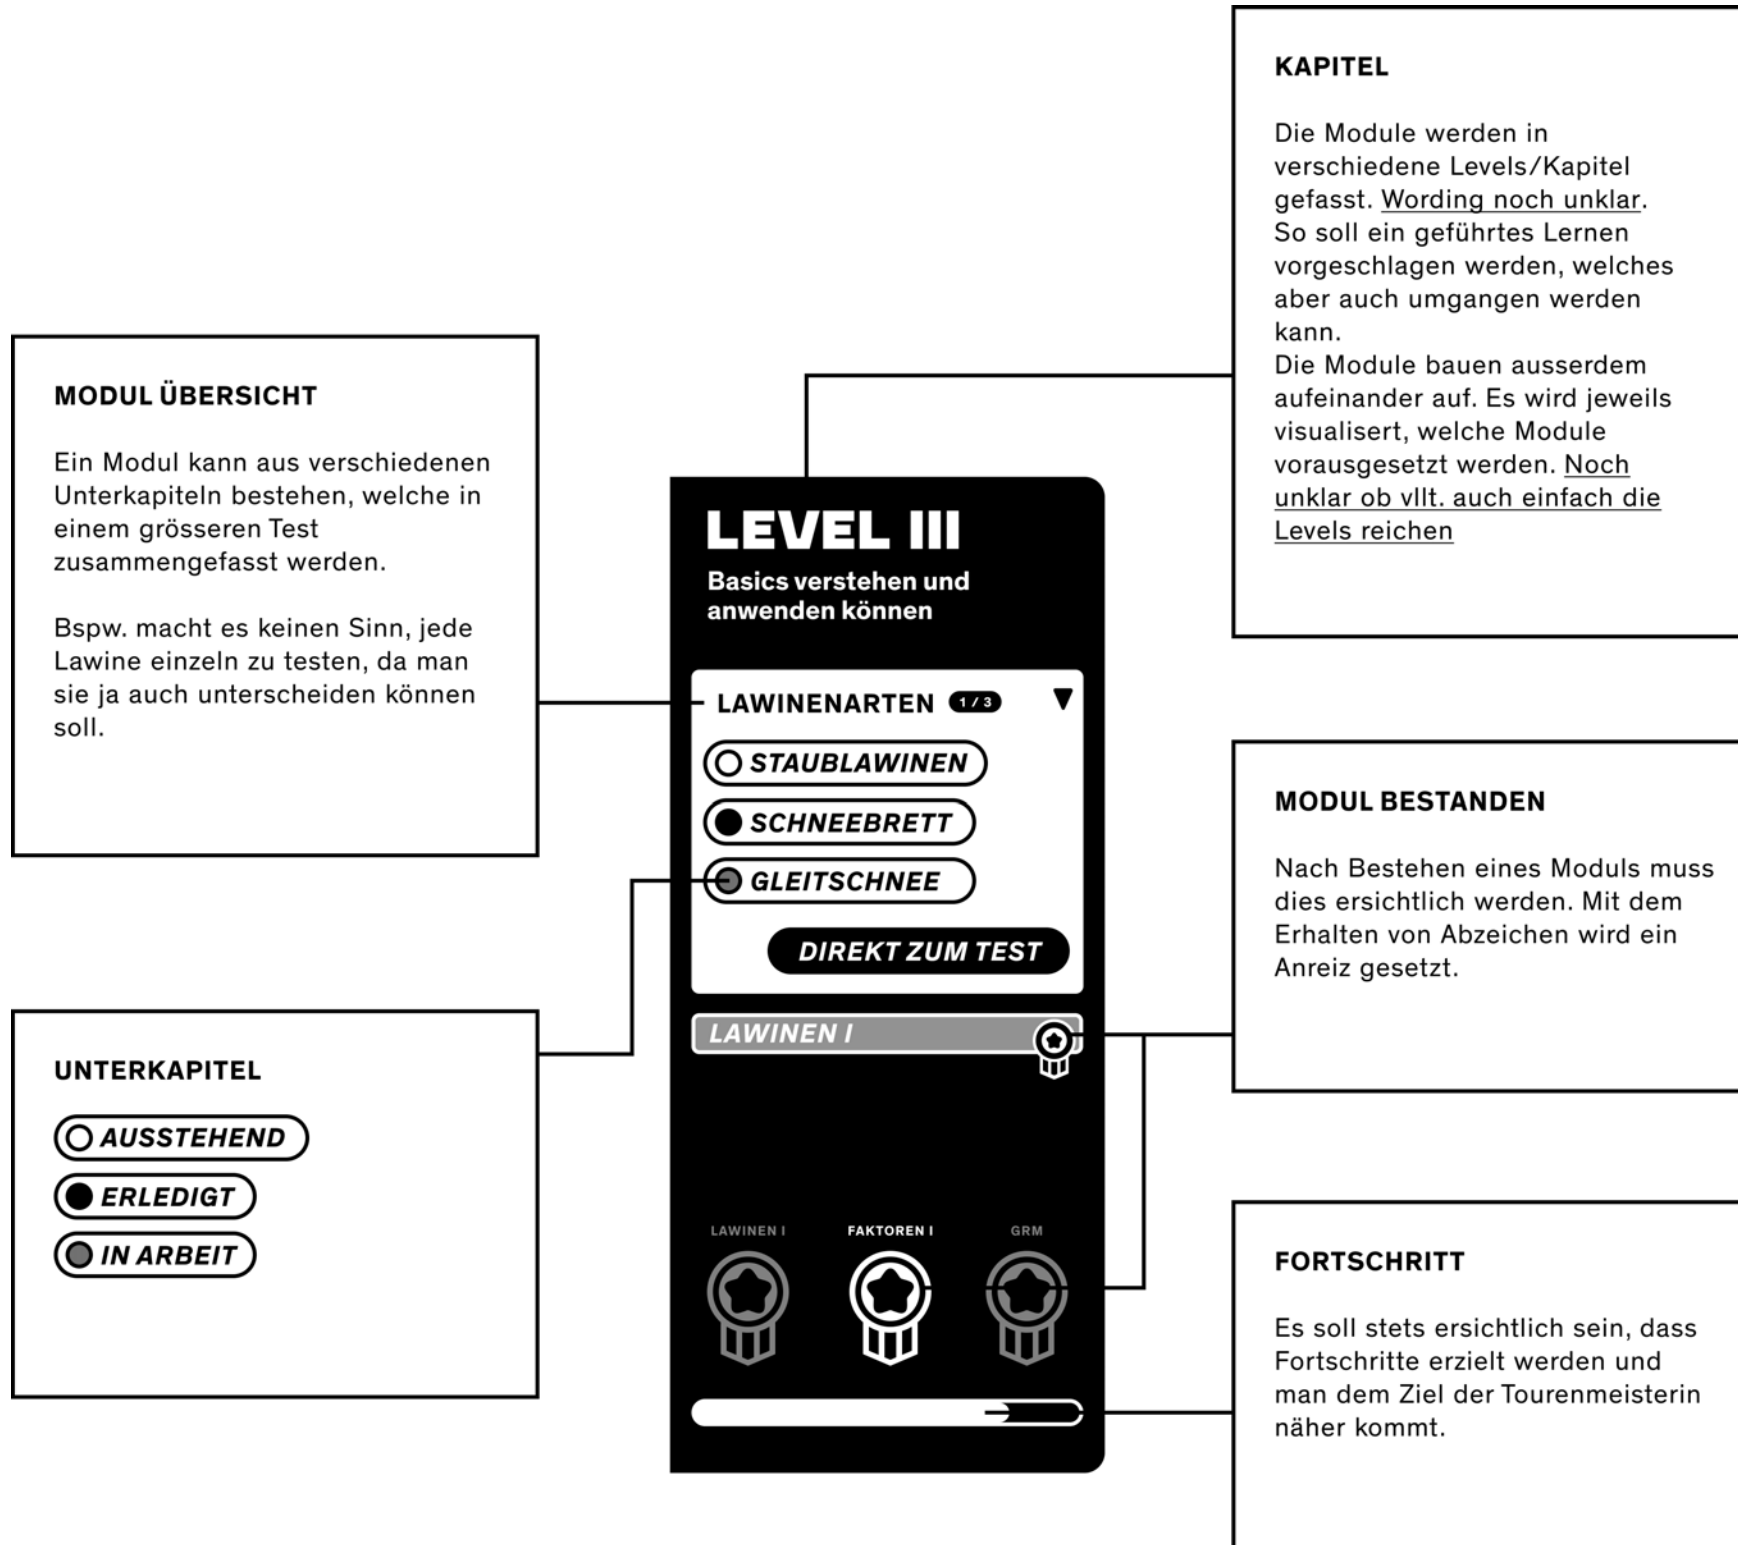 KAPITEL
Die Module werden in
verschiedene Levels/Kapitel
gefasst. Wording noch unklar.
So soll ein geführtes Lernen
vorgeschlagen werden, welches
aber auch umgangen werden
kann.
Die Module bauen ausserdem
aufeinander auf. Es wird jeweils
visualisert, welche Module
vorausgesetzt werden. Noch
unklar ob vllt. auch einfach die
Levels reichen
MODUL ÜBERSICHT
Ein Modul kann aus verschiedenen
Unterkapiteln bestehen, welche in
einem grösseren Test
zusammengefasst werden.
Bspw. macht es keinen Sinn, jede
Lawine einzeln zu testen, da man
sie ja auch unterscheiden können
soll.
LEVEL III
Basics verstehen und
anwenden können
LAWINENARTEN 1 / 3
STAUBLAWINEN
SCHNEEBRETT
GLEITSCHNEE
DIREKT ZUM TEST
LAWINEN I
LAWINEN I FAKTOREN I GRM
MODUL BESTANDEN
Nach Bestehen eines Moduls muss
dies ersichtlich werden. Mit dem
Erhalten von Abzeichen wird ein
Anreiz gesetzt.
UNTERKAPITEL
AUSSTEHEND
ERLEDIGT
IN ARBEIT
FORTSCHRITT
Es soll stets ersichtlich sein, dass
Fortschritte erzielt werden und
man dem Ziel der Tourenmeisterin
näher kommt.